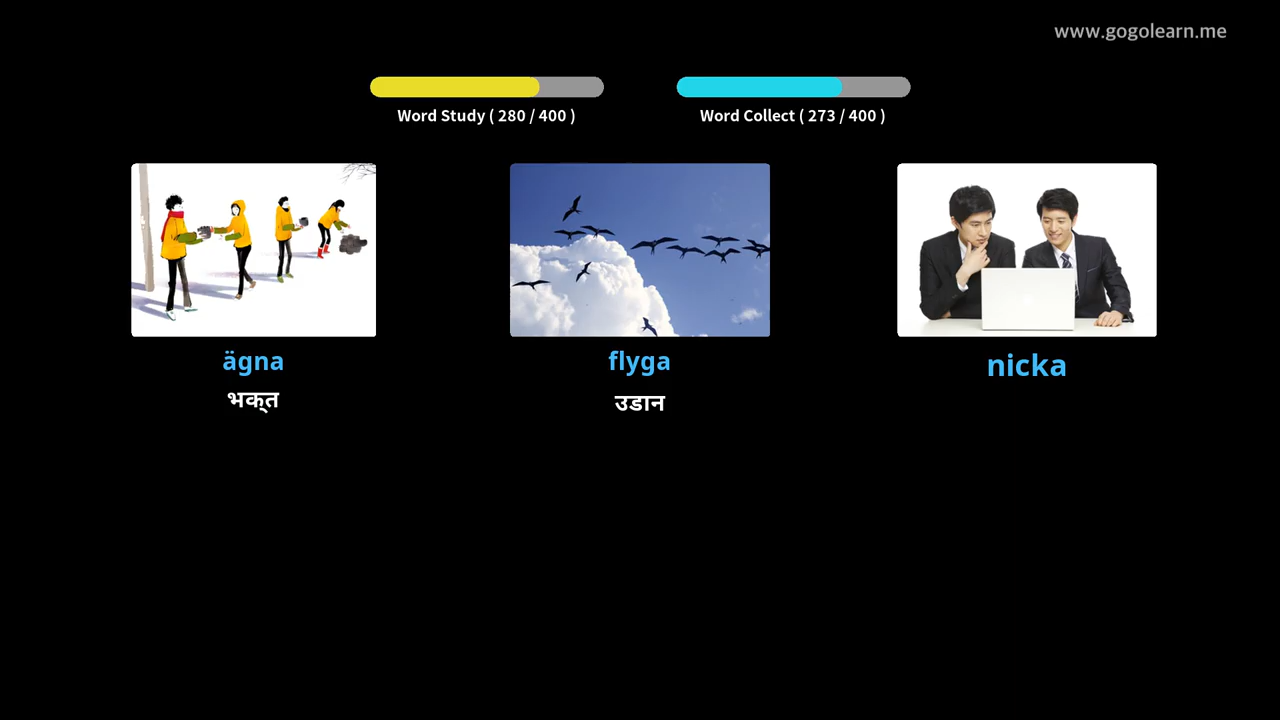 www.gogolearn.me
Word Study ( 280 / 400 )
Word Collect ( 273 / 400 )
ägna
flyga
nicka
भक्त
उडान